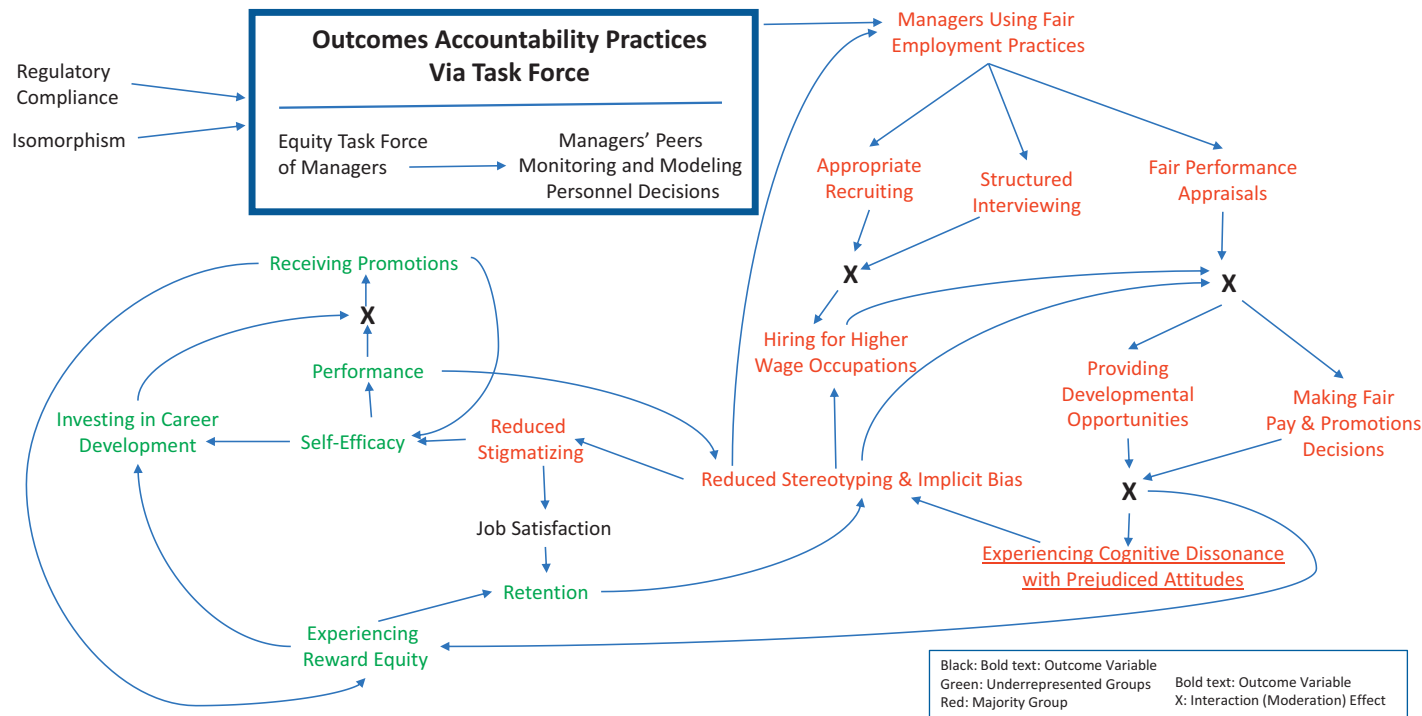 Outcomes Accountability Practices
Via Task Force
Equity Task Force
of Managers
Managers’ Peers
Monitoring and Modeling
Personnel Decisions
Regulatory
Compliance
Isomorphism
Managers Using Fair
Employment Practices
Appropriate
Recruiting
Structured
Interviewing
Fair Performance
Appraisals
X
X
Hiring for Higher
Wage Occupations
Providing
Developmental
Opportunities
Making Fair
Pay & Promotions
Decisions
X
Experiencing Cognitive Dissonance
with Prejudiced Attitudes
Reduced Stereotyping & Implicit Bias
Receiving Promotions
X
Performance
Investing in Career
Development
Self-Efficacy
Reduced
Stigmatizing
Job Satisfaction
Retention
Experiencing
Reward Equity
Black: Bold text: Outcome Variable
Green: Underrepresented Groups
Red: Majority Group
Bold text: Outcome Variable
X: Interaction (Moderation) Effect